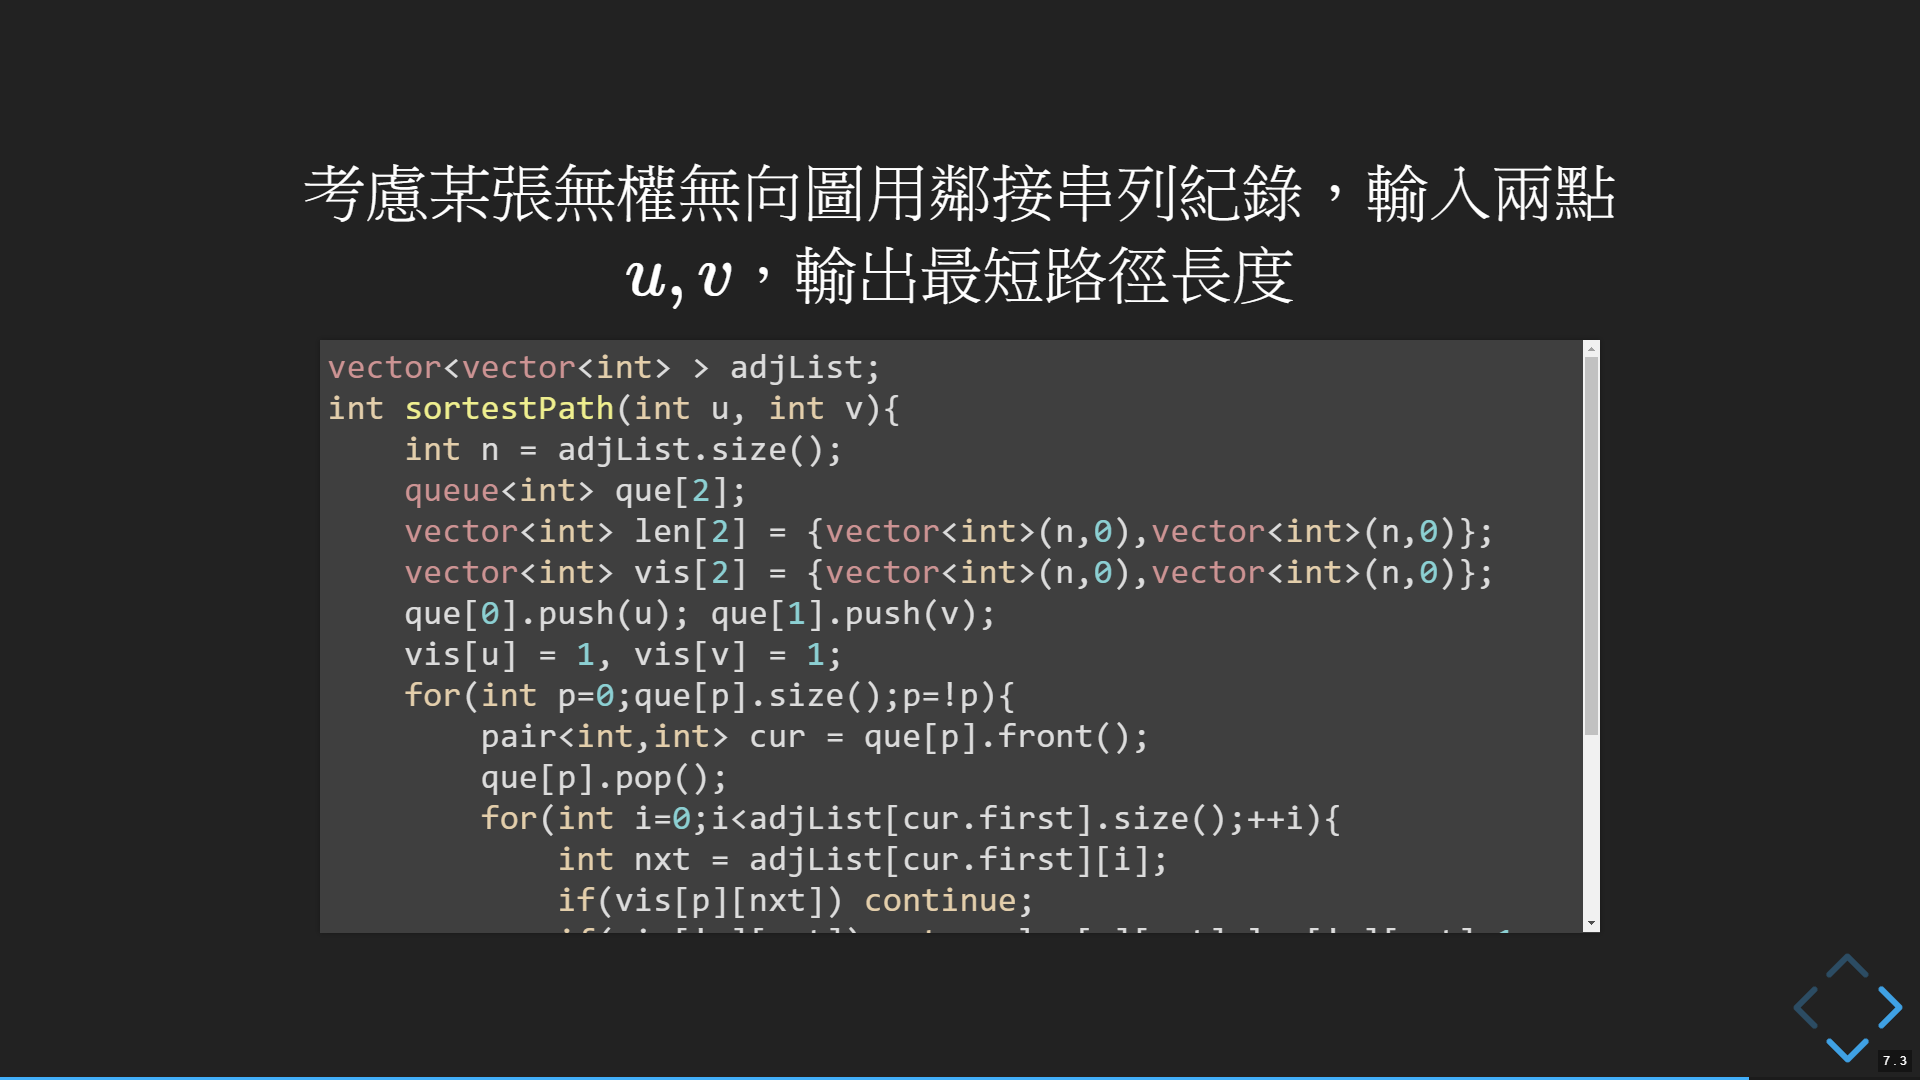 考慮某張無權無向圖用鄰接串列紀錄，輸入兩點
u, v，輸出最短路徑長度
vector<vector<int> > adjList;
int sortestPath(int u, int v){
    int n = adjList.size();
    queue<int> que[2];
    vector<int> len[2] = {vector<int>(n,0),vector<int>(n,0)};
    vector<int> vis[2] = {vector<int>(n,0),vector<int>(n,0)};
    que[0].push(u); que[1].push(v);
    vis[u] = 1, vis[v] = 1;
    for(int p=0;que[p].size();p=!p){
        pair<int,int> cur = que[p].front();
        que[p].pop();
        for(int i=0;i<adjList[cur.first].size();++i){
            int nxt = adjList[cur.first][i];
            if(vis[p][nxt]) continue;
7.3